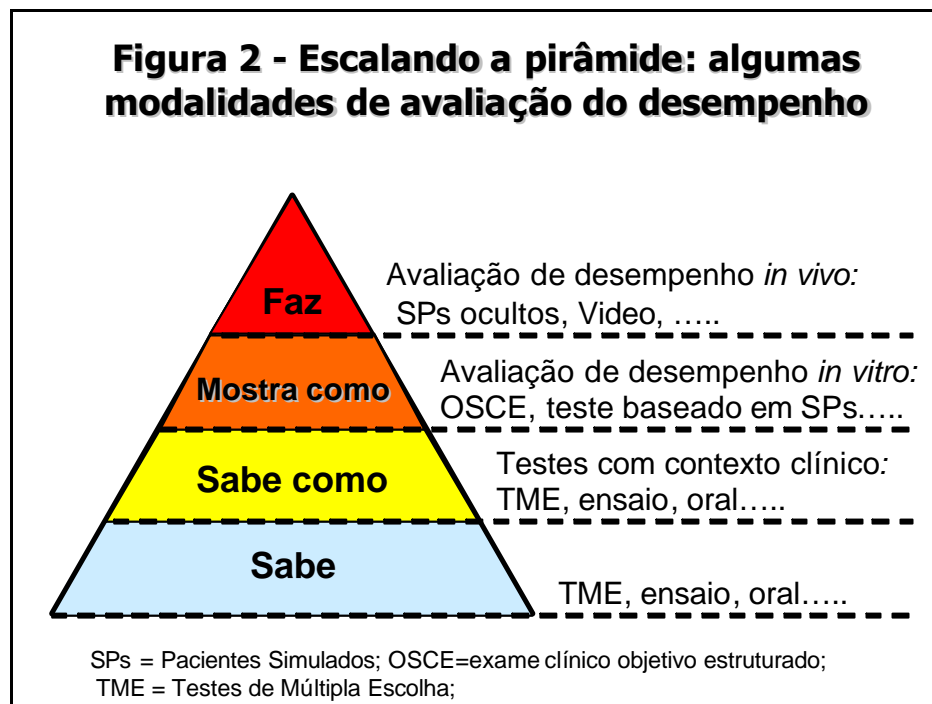 Figura 2 - Escalando a pirâmide: algumas
modalidades de avaliação do desempenho
Avaliação de desempenho in vivo:
Faz
SPs ocultos, Video, …..
Mostra como
Avaliação de desempenho in vitro:
OSCE, teste baseado em SPs…..
Sabe como
Testes com contexto clínico:
TME, ensaio, oral…..
Sabe
TME, ensaio, oral…..
SPs = Pacientes Simulados; OSCE=exame clínico objetivo estruturado;
TME = Testes de Múltipla Escolha;